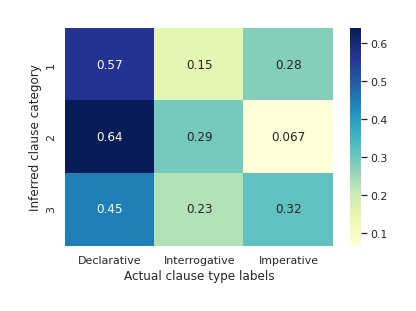 Inferred clause category
1
0.57 0.15 0.28
2
0.64 0.29 0.067
3
0.45 0.23 0.32
Declarative Interrogative Imperative
Actual clause type labels
0.6
0.5
0.4
0.3
0.2
0.1